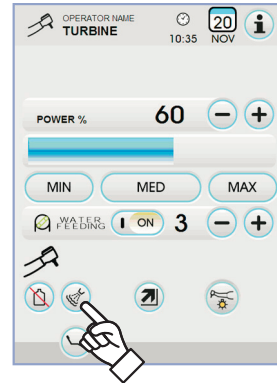 OPERATOR NAME
TURBINE
10:35
20
NOV
i
POWER %
60
MIN MED MAX
WATER FEEDING
I ON
3